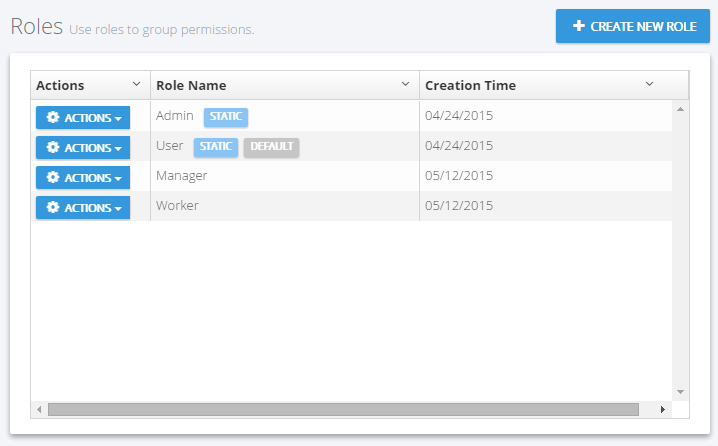 Roles Use roles to group permissions.
CREATE NEW ROLE
Actions Role Name Creation Time
ACTIONS Admin STATIC 04/24/2015
ACTIONS User STATIC DEFAULT 04/24/2015
ACTIONS Manager 05/12/2015
ACTIONS Worker 05/12/2015